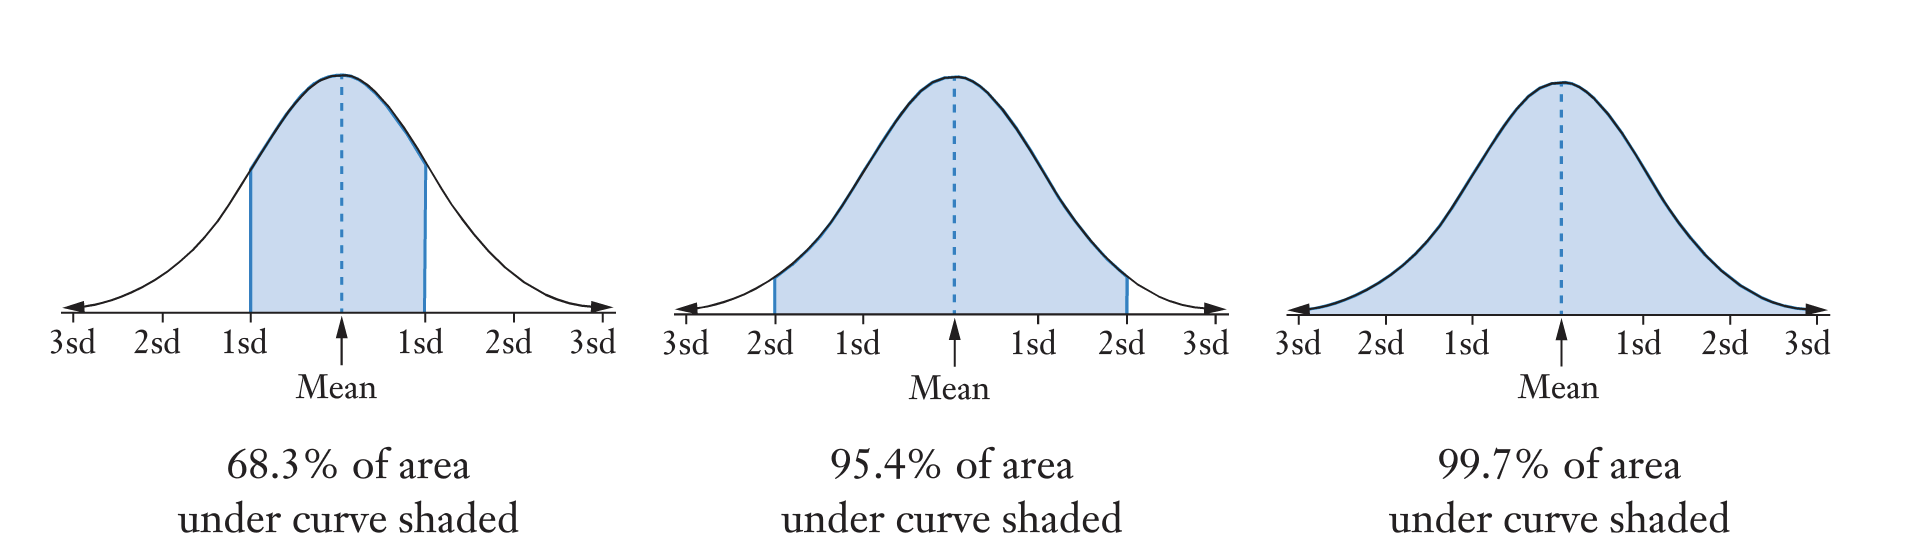 3sd 2sd 1sd 1sd 2sd 3sd
Mean
68.3% of area
under curve shaded
3sd 2sd 1sd 1sd 2sd 3sd
Mean
95.4% of area
under curve shaded
3sd 2sd 1sd 1sd 2sd 3sd
Mean
99.7% of area
under curve shaded